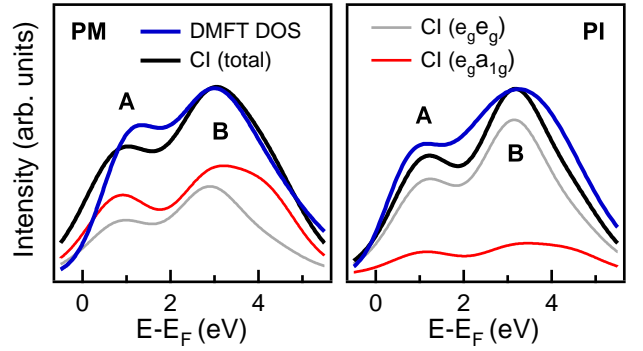 PM
DMFT DOS
CI (total)
A
B
CI (e_g e_g)
CI (e_g a_1g)
PI
A
B
Intensity (arb. units)
0 2 4
0 2 4
E-E_F (eV)
E-E_F (eV)